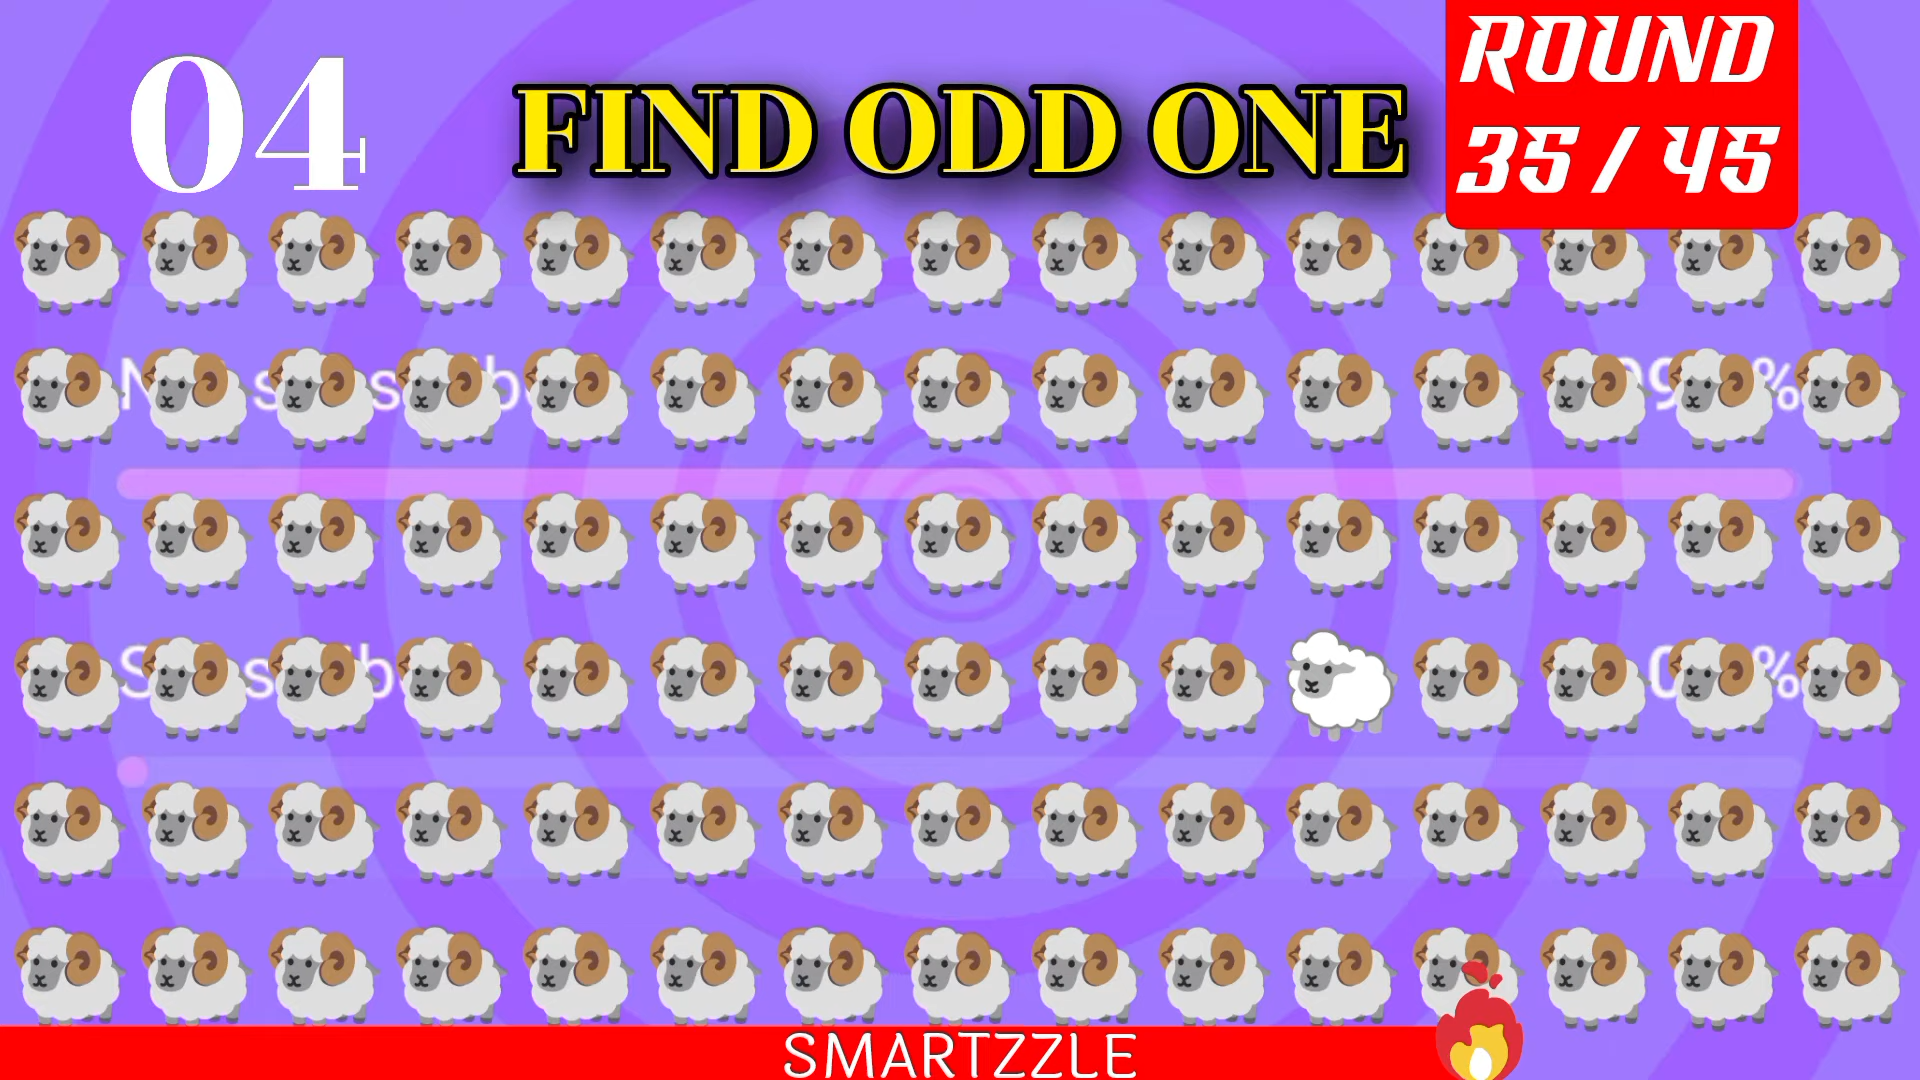 04
FIND ODD ONE
ROUND
35 / 45
%
%
SMARTZZLE